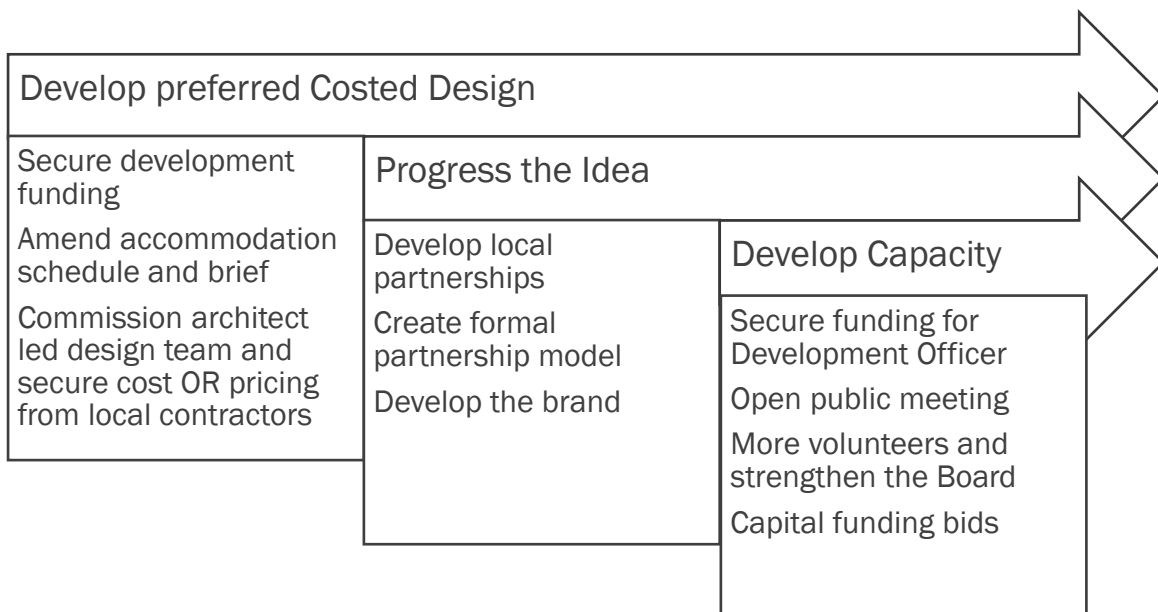 Develop preferred Costed Design
Secure development
funding
Amend accommodation
schedule and brief
Commission architect
led design team and
secure cost OR pricing
from local contractors
Progress the Idea
Develop local
partnerships
Create formal
partnership model
Develop the brand
Develop Capacity
Secure funding for
Development Officer
Open public meeting
More volunteers and
strengthen the Board
Capital funding bids